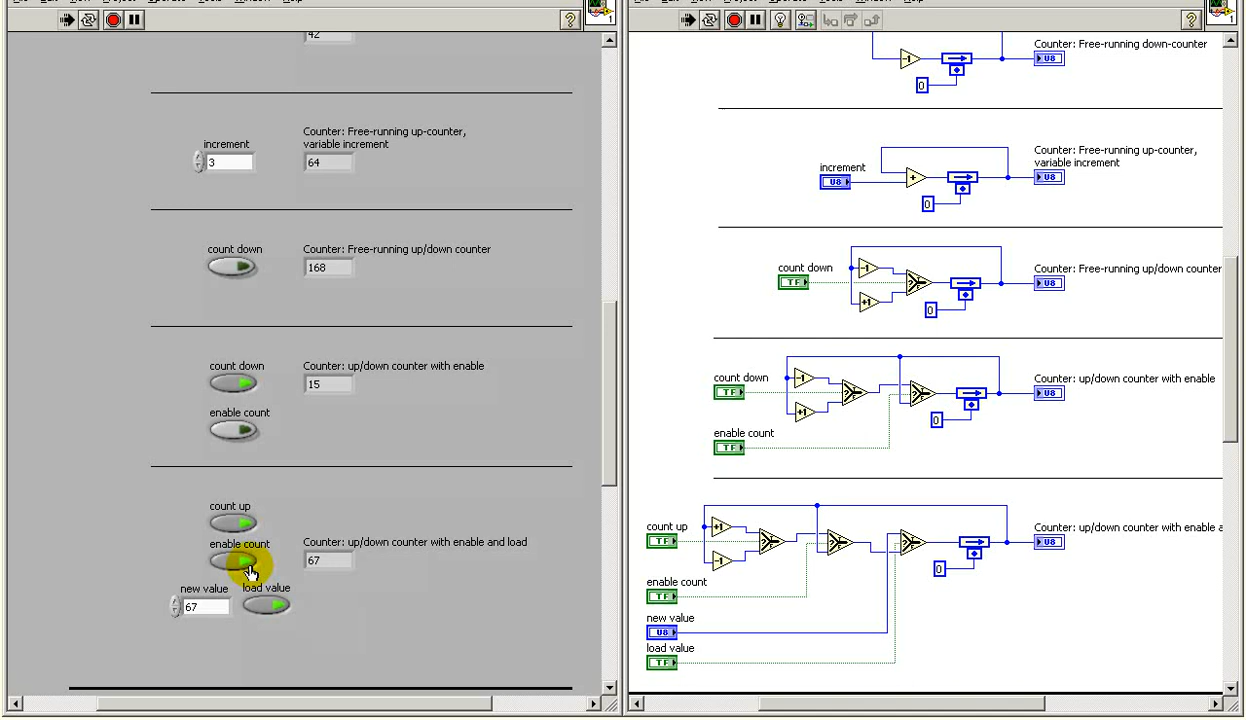 42
Counter: Free-running up-counter,
increment variable increment
3 64
count down Counter: Free-running up/down counter
168
count down Counter: up/down counter with enable
15
enable count
count up
enable count Counter: up/down counter with enable and load
67
new value load value
67
Counter: Free-running down-counter
-1 U8
0
Counter: Free-running up-counter,
increment variable increment
U8 + U8
0
count down -1 Counter: Free-running up/down counter
TF ? T F U8
+1 0
count down -1 Counter: up/down counter with enable
TF ? T F ? T F U8
+1 0
enable count
TF
count up +1 Counter: up/down counter with enable a
TF ? T F ? T F ? T F U8
-1 0
enable count
TF
new value
U8
load value
TF